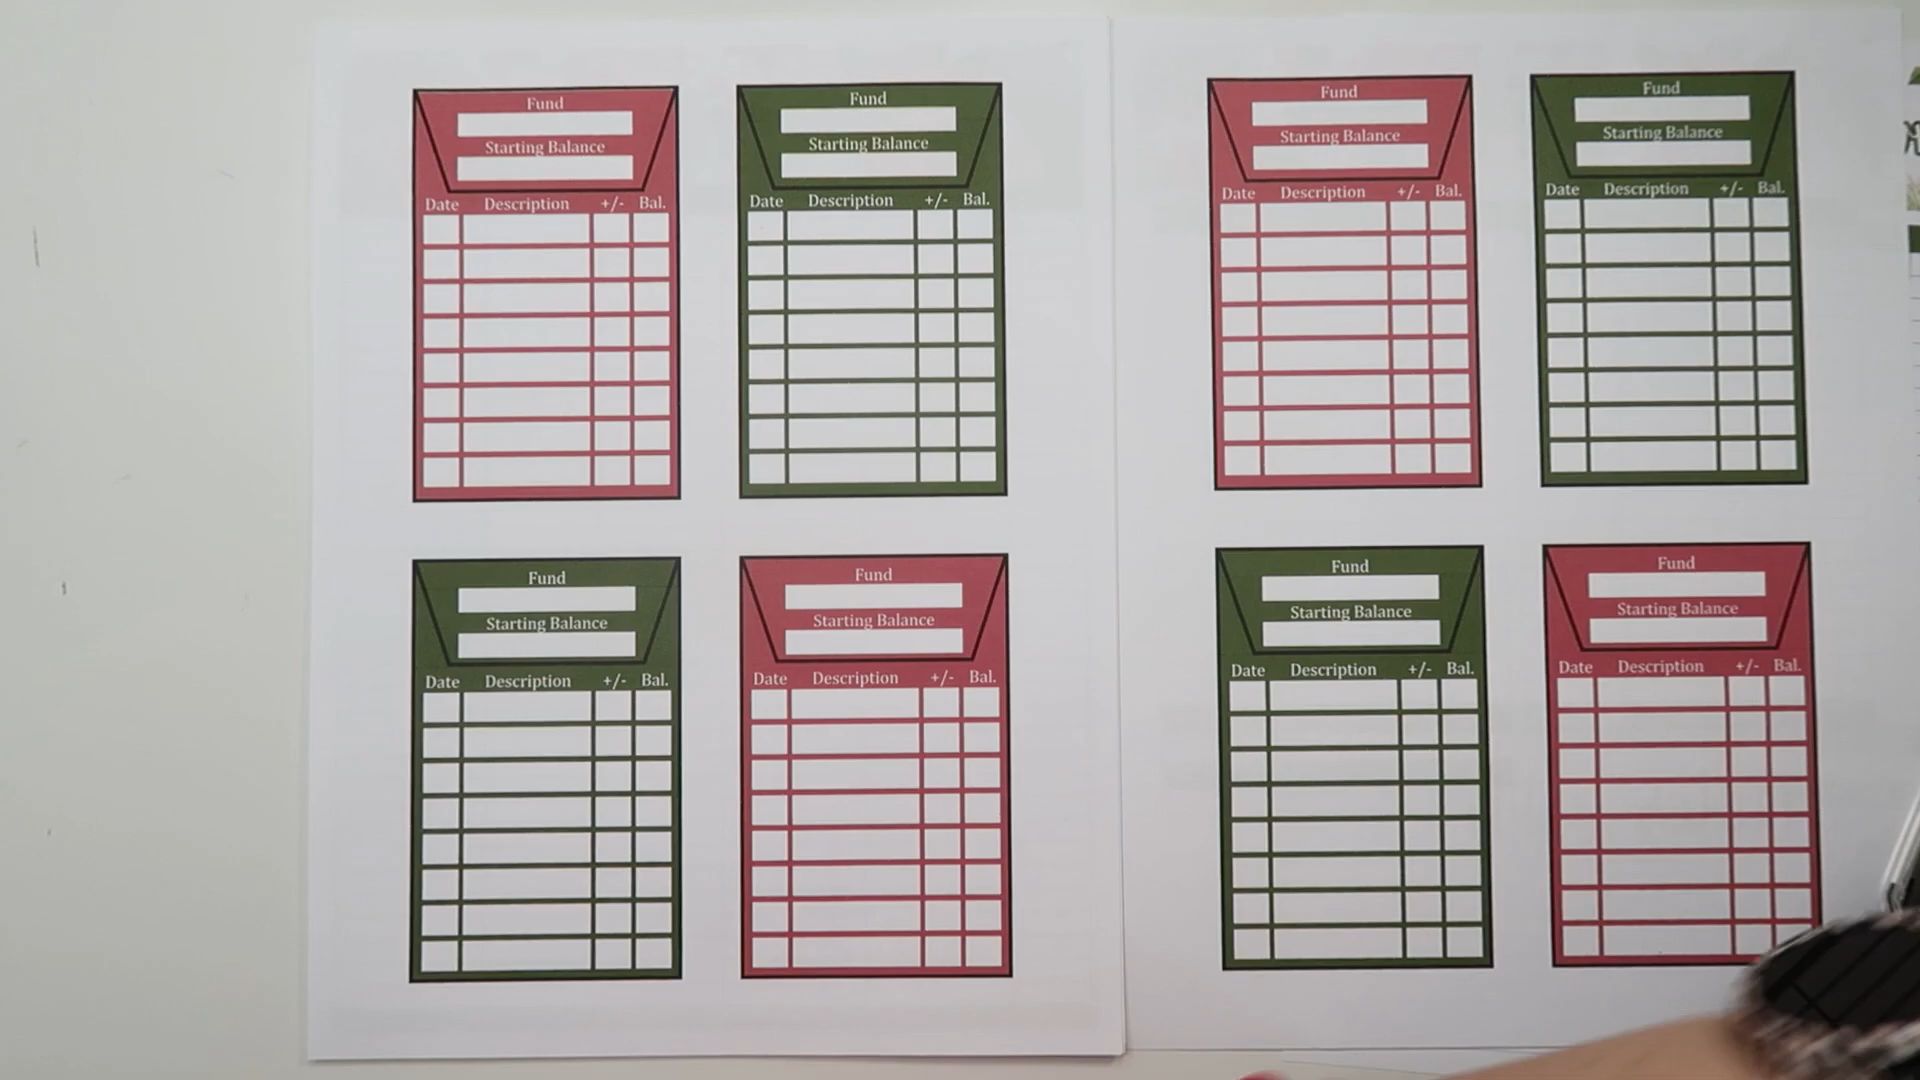 Fund
Starting Balance
Date Description +/- Bal.
Fund
Starting Balance
Date Description +/- Bal.
Fund
Starting Balance
Date Description +/- Bal.
Fund
Starting Balance
Date Description +/- Bal.
Fund
Starting Balance
Date Description +/- Bal.
Fund
Starting Balance
Date Description +/- Bal.
Fund
Starting Balance
Date Description +/- Bal.
Fund
Starting Balance
Date Description +/- Bal.